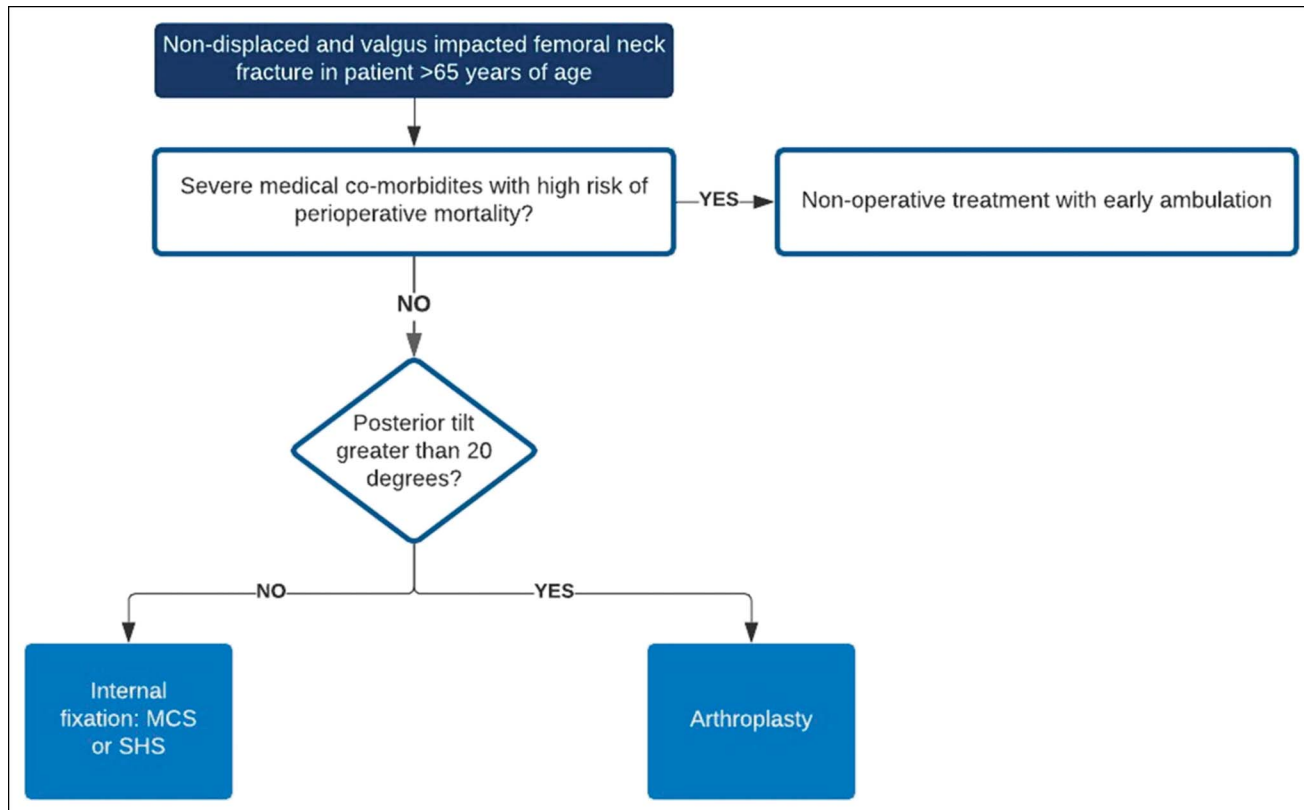 Non-displaced and valgus impacted femoral neck
fracture in patient >65 years of age
Severe medical co-morbidites with high risk of
perioperative mortality?
YES
Non-operative treatment with early ambulation
NO
Posterior tilt
greater than 20
degrees?
NO
YES
Internal
fixation: MCS
or SHS
Arthroplasty